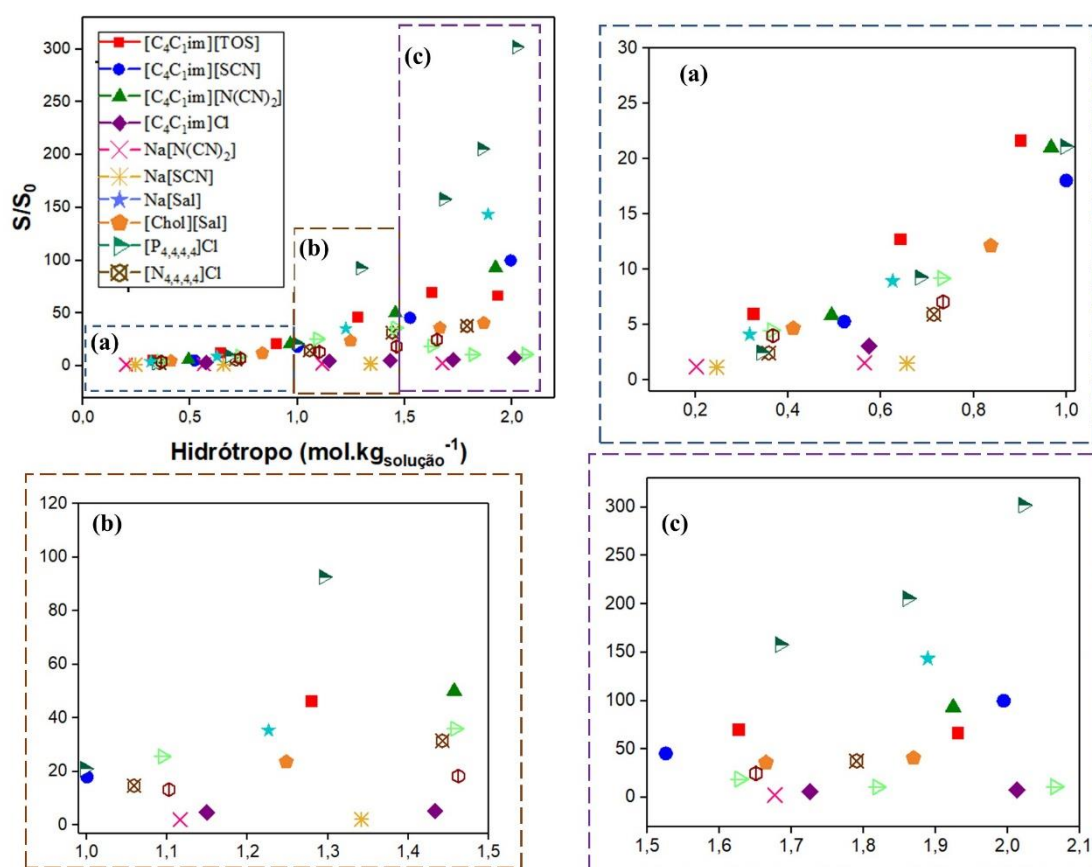 300
250
200
150
100
50
0
S/S₀
[C₄C₁im][TOS]
[C₄C₁im][SCN]
[C₄C₁im][N(CN)₂]
[C₄C₁im]Cl
Na[N(CN)₂]
Na[SCN]
Na[Sal]
[Chol][Sal]
[P₄,₄,₄,₄]Cl
[N₄,₄,₄,₄]Cl
(a)
(b)
(c)
0,0 0,5 1,0 1,5 2,0
Hidrótropo (mol.kg solução⁻¹)
(a)
30
25
20
15
10
5
0
0,2 0,4 0,6 0,8 1,0
(b)
120
100
80
60
40
20
0
1,0 1,1 1,2 1,3 1,4 1,5
(c)
300
250
200
150
100
50
0
1,5 1,6 1,7 1,8 1,9 2,0 2,1